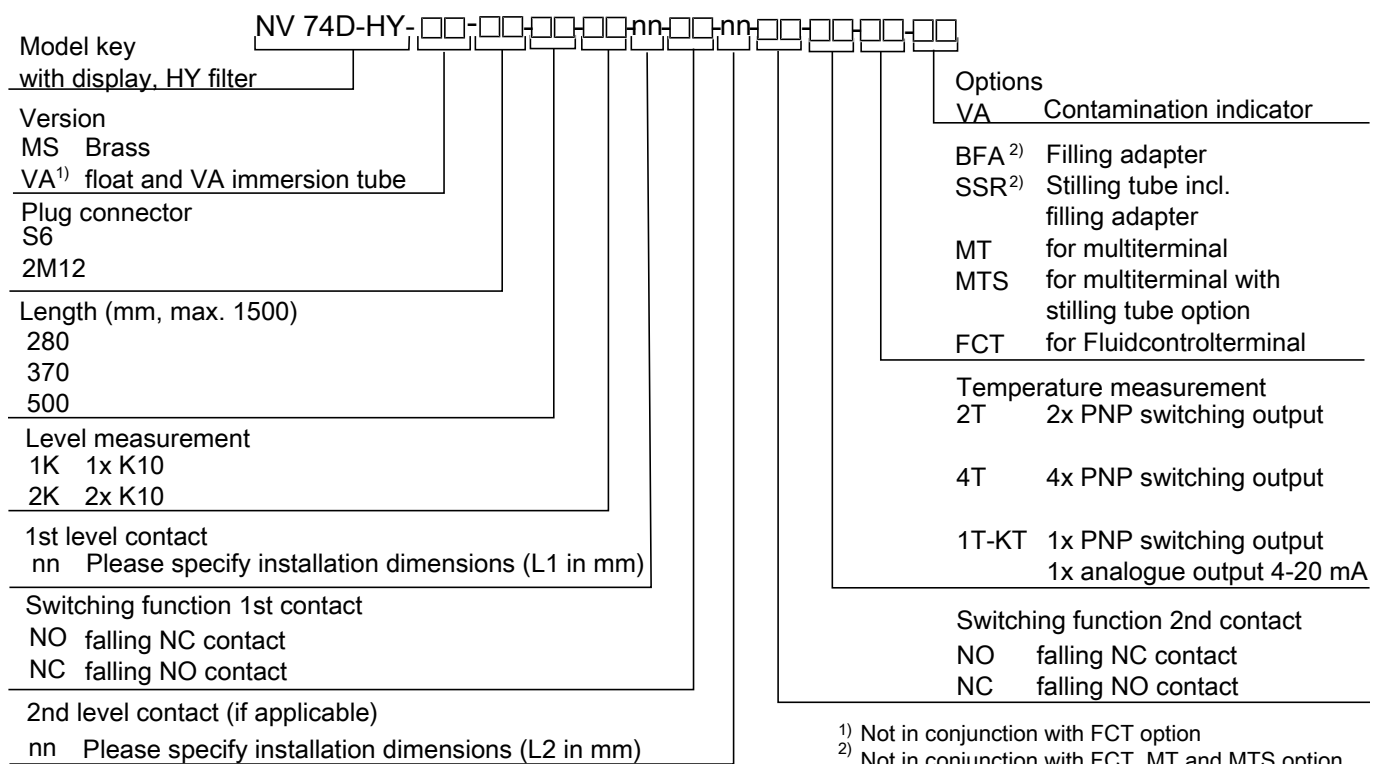 NV 74D-HY-□□-□□-□□-□□-nn-□□-nn-□□-□□-□□-□□
Model key
with display, HY filter
Version
MS Brass
VA1) float and VA immersion tube
Plug connector
S6
2M12
Length (mm, max. 1500)
280
370
500
Level measurement
1K 1x K10
2K 2x K10
1st level contact
nn Please specify installation dimensions (L1 in mm)
Switching function 1st contact
NO falling NC contact
NC falling NO contact
2nd level contact (if applicable)
nn Please specify installation dimensions (L2 in mm)
Options
VA Contamination indicator
BFA 2) Filling adapter
SSR2) Stilling tube incl.
filling adapter
MT for multiterminal
MTS for multiterminal with
stilling tube option
FCT for Fluidcontrolterminal
Temperature measurement
2T 2x PNP switching output
4T 4x PNP switching output
1T-KT 1x PNP switching output
1x analogue output 4-20 mA
Switching function 2nd contact
NO falling NC contact
NC falling NO contact
1) Not in conjunction with FCT option
2) Not in conjunction with FCT, MT and MTS option